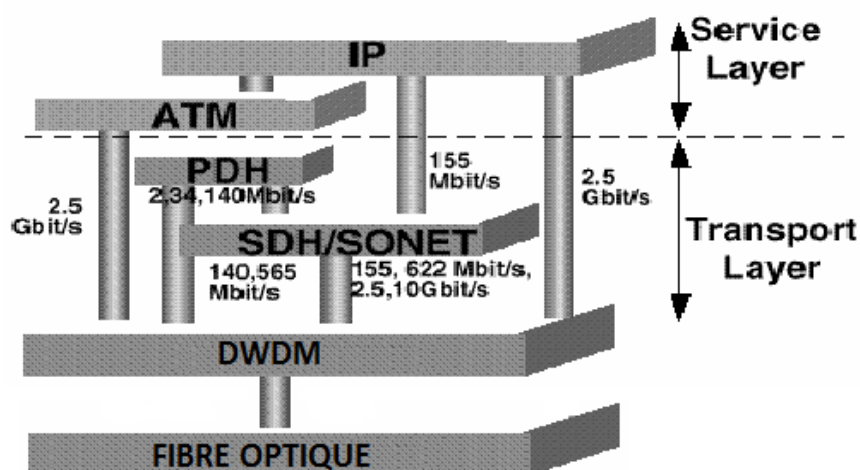 IP
Service
Layer
ATM
PDH
2,34,140Mbit/s
155
Mbit/s
2.5
Gbit/s
2.5
Gbit/s
SDH/SONET
140,565
Mbit/s
155, 622 Mbit/s,
2.5,10Gbit/s
Transport
Layer
DWDM
FIBRE OPTIQUE